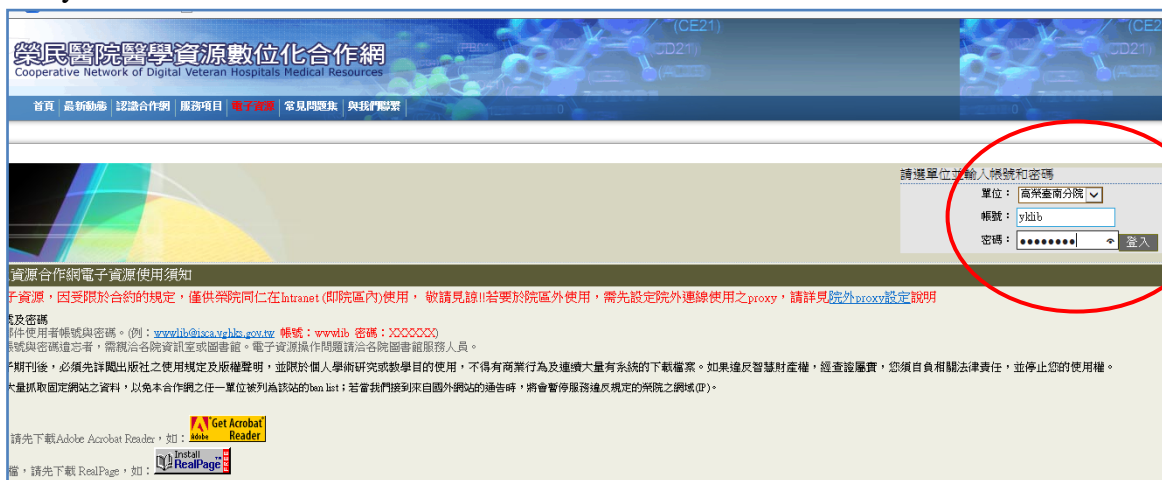 (CE21)
(CE2
CD21)
CD21)
榮民醫院醫學資源數位化合作網
Cooperative Network of Digital Veteran Hospitals Medical Resources
首頁 最新動態 認識合作網 服務項目 電子資源 常見問題集 與我們聯繫
請選單位並輸入帳號和密碼
單位： 高榮臺南分院
帳號： yklib
密碼： ●●●●●●●●
登入
資源合作網電子資源使用須知
子資源，因受限於合約的規定，僅供榮院同仁在Intranet (即院區內)使用， 敬請見諒!!若要於院區外使用，需先設定院外連線使用之proxy，請詳見院外proxy設定說明
號及密碼
郵件使用者帳號與密碼。(例：wwwlib@isca.vghks.gov.tw 帳號：wwwlib 密碼：XXXXXXX)
帳號與密碼遺忘者，需親洽各院資訊室或圖書館。電子資源操作問題請洽各院圖書館服務人員。
子期刊後，必須先詳閱出版社之使用規定及版權聲明，並限於個人學術研究或教學目的使用，不得有商業行為及連續大量有系統的下載檔案。如果違反智慧財產權，經查證屬實，您須自負相關法律責任，並停止您的使用權。
大量抓取固定網站之資料，以免本合作網之任一單位被列為該站的ban list；若當我們接到來自國外網站的通告時，將會暫停服務違反規定的榮院之網域(IP)。
請先下載Adobe Acrobat Reader，如： Get Acrobat Adobe Reader
檔，請先下載 RealPage，如： Install RealPage FREE